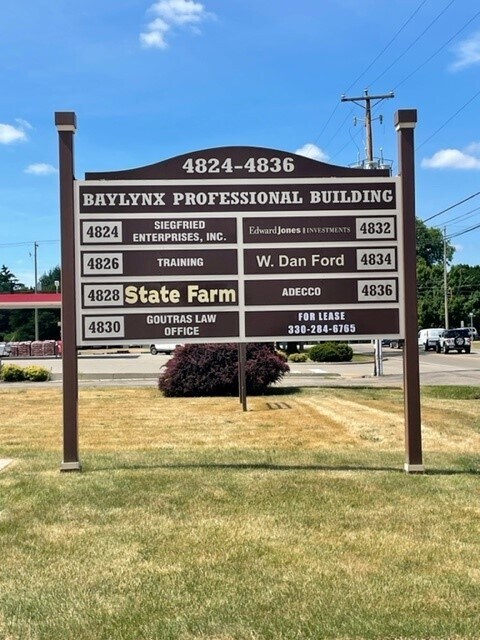 4824-4836
BAYLYNX PROFESSIONAL BUILDING
4824 SIEGFRIED
ENTERPRISES, INC.
4826 TRAINING
4828 State Farm
4830 GOUTRAS LAW
OFFICE
Edward Jones INVESTMENTS 4832
W. Dan Ford 4834
ADECCO 4836
FOR LEASE
330-284-6765